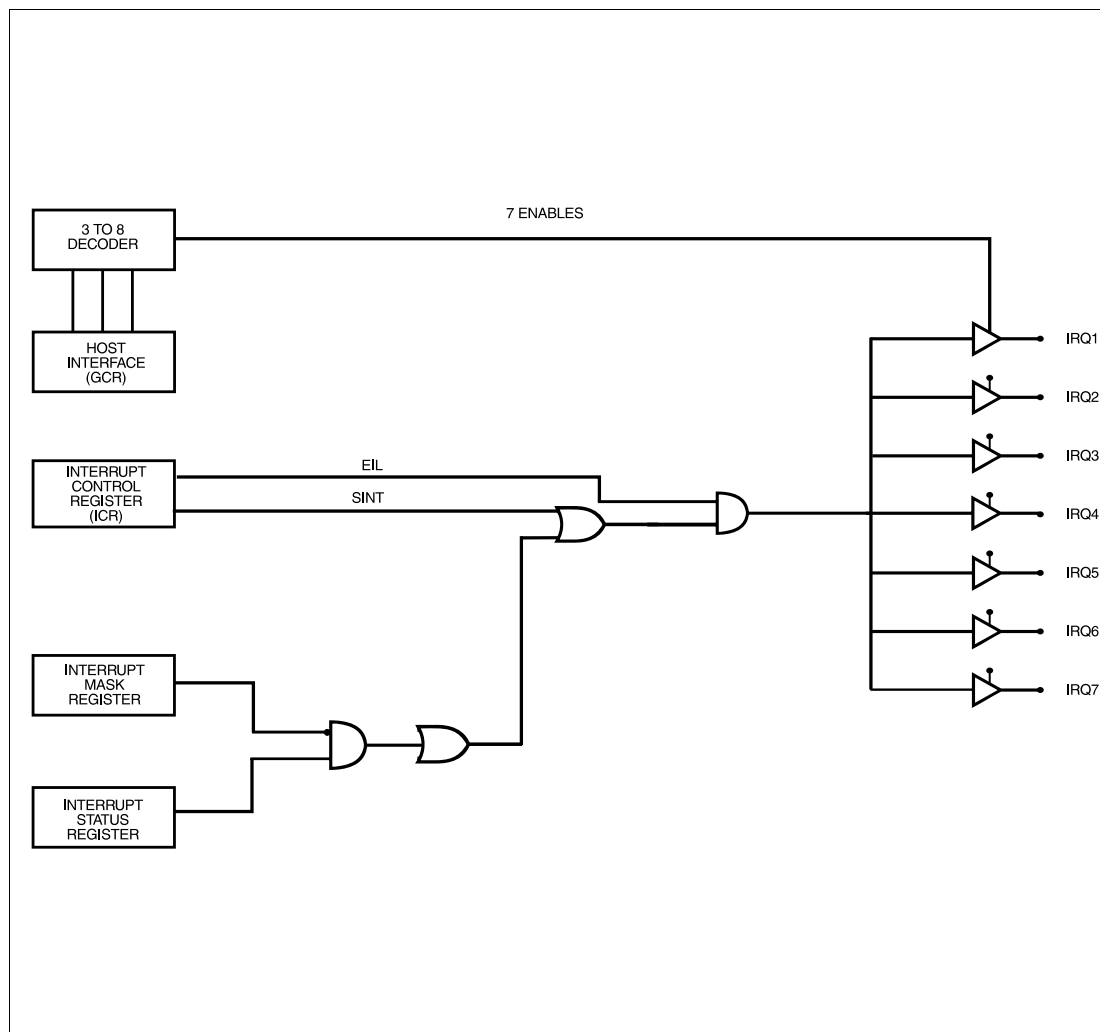 3 TO 8
DECODER
7 ENABLES
HOST
INTERFACE
(GCR)
IRQ1
IRQ2
IRQ3
IRQ4
IRQ5
IRQ6
IRQ7
INTERRUPT
CONTROL
REGISTER
(ICR)
EIL
SINT
INTERRUPT
MASK
REGISTER
INTERRUPT
STATUS
REGISTER